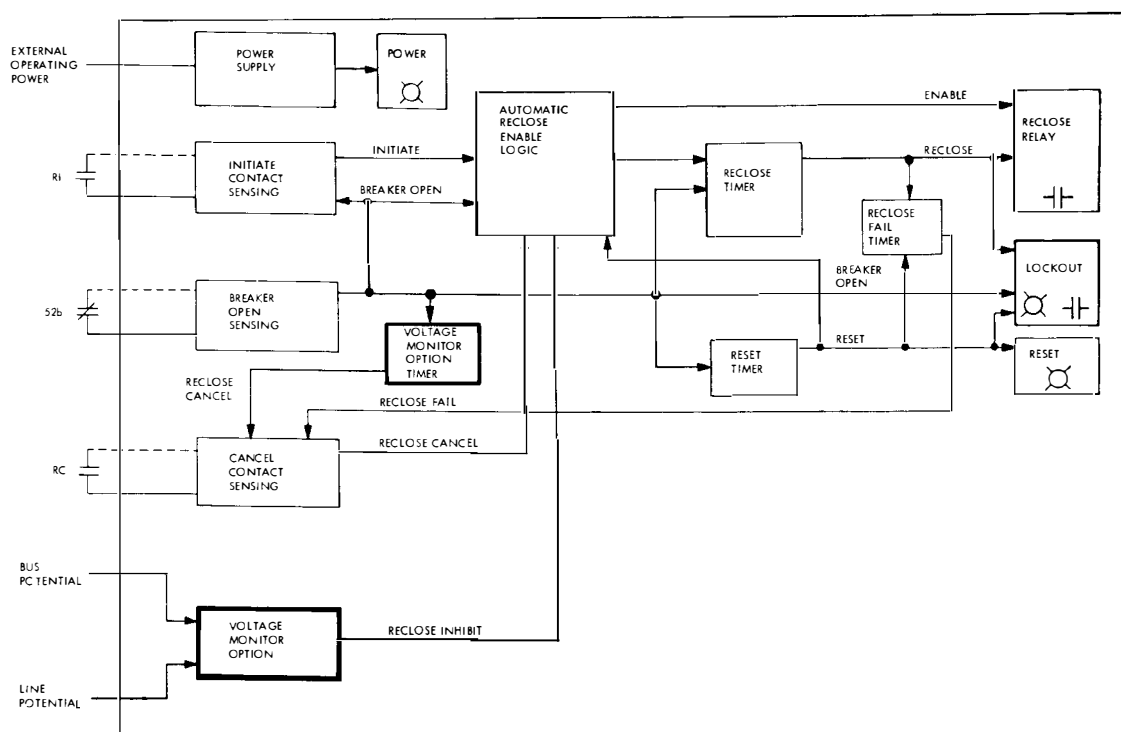 EXTERNAL
OPERATING
POWER
POWER
SUPPLY
POWER
AUTOMATIC
RECLOSE
ENABLE
LOGIC
ENABLE
RECLOSE
RELAY
RI
INITIATE
CONTACT
SENSING
INITIATE
BREAKER OPEN
RECLOSE
TIMER
RECLOSE
RECLOSE
FAIL
TIMER
BREAKER
OPEN
LOCKOUT
52b
BREAKER
OPEN
SENSING
VOLTAGE
MONITOR
OPTION
TIMER
RESET
TIMER
RESET
RESET
RECLOSE
CANCEL
RECLOSE FAIL
RC
CANCEL
CONTACT
SENSING
RECLOSE CANCEL
BUS
PCTENTIAL
VOLTAGE
MONITOR
OPTION
RECLOSE INHIBIT
LINE
POTENTIAL